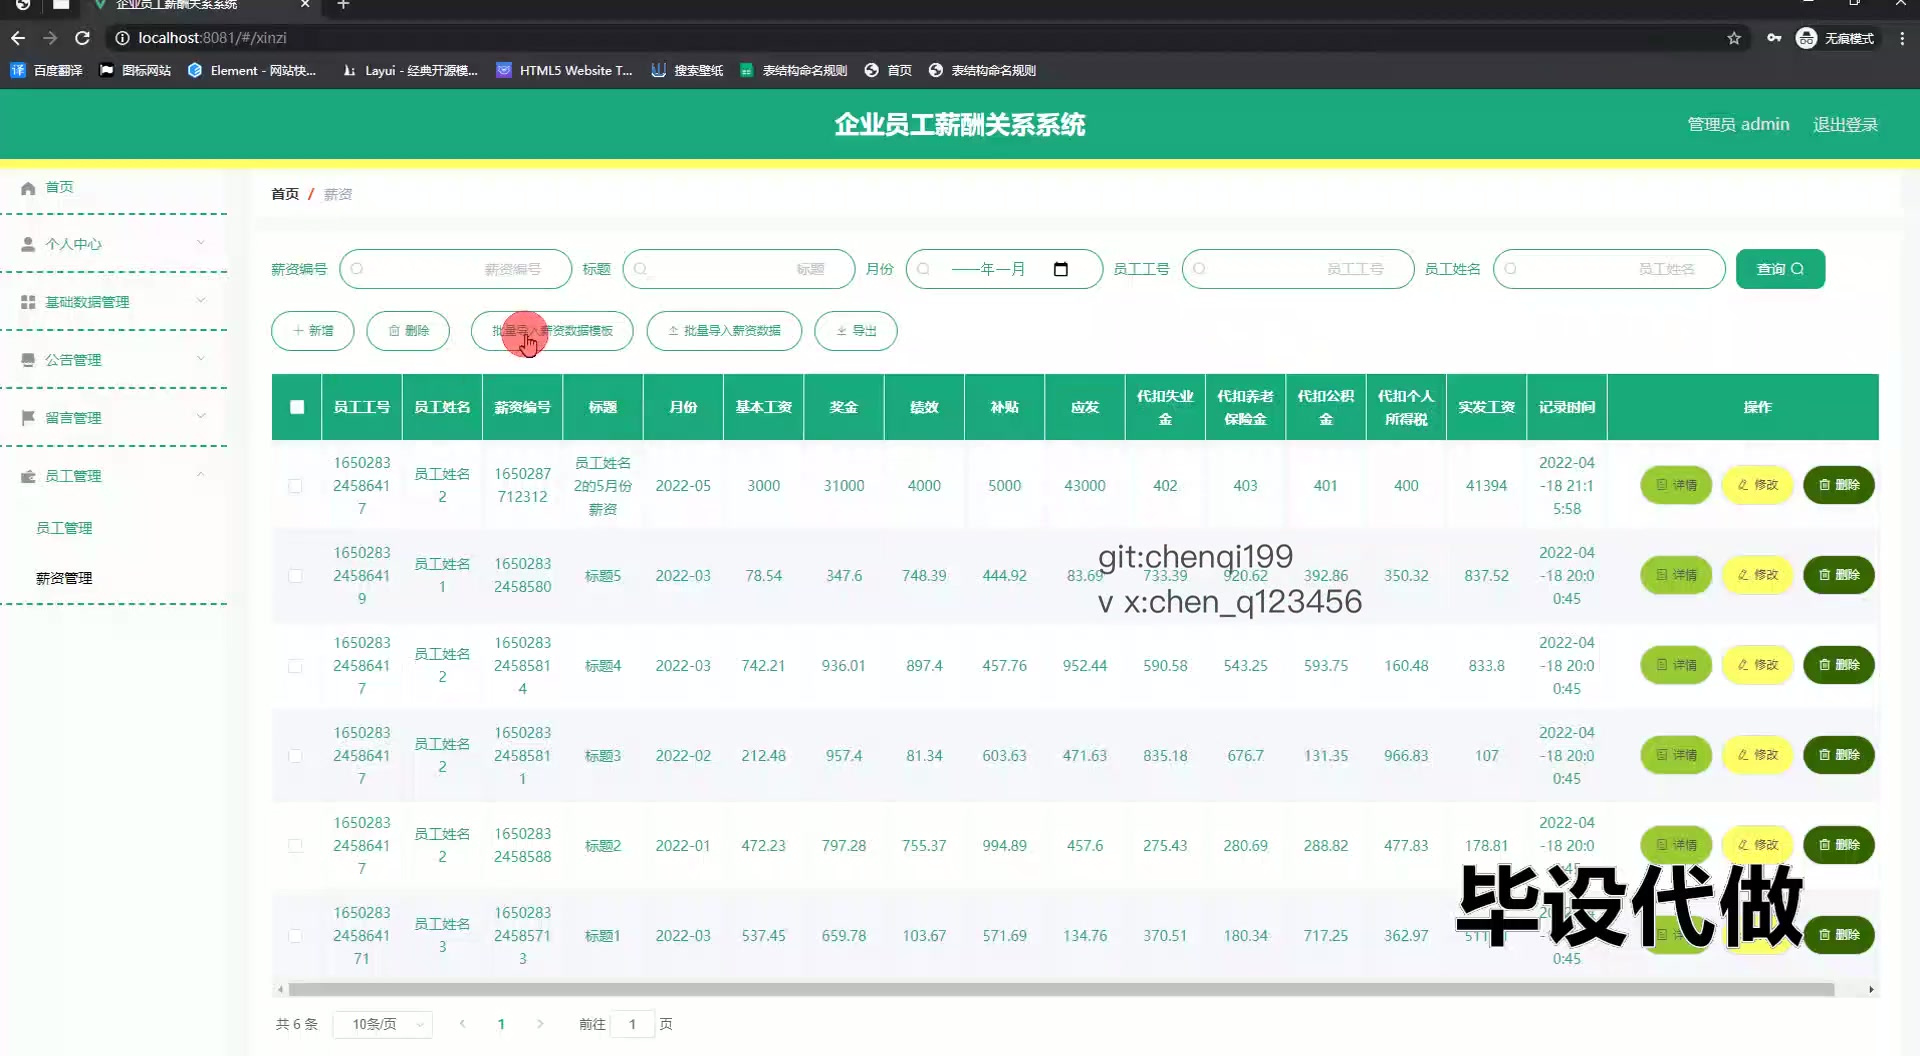 企业员工薪酬关系系统
localhost:8081/#/xinzi
无痕模式
百度翻译 图标网站 Element - 网站快... Layui - 经典开源模... HTML5 Website T... 搜索壁纸 表结构命名规则 首页 表结构命名规则
企业员工薪酬关系系统
管理员 admin 退出登录
首页
个人中心
基础数据管理
公告管理
留言管理
员工管理
员工管理
薪资管理
首页 / 薪资
薪资编号 薪资编号 标题 标题 月份 ——年—月 员工工号 员工工号 员工姓名 员工姓名 查询
新增 删除 批量导入薪资数据模板 批量导入薪资数据 导出
员工工号 员工姓名 薪资编号 标题 月份 基本工资 奖金 绩效 补贴 应发 代扣失业金 代扣养老保险金 代扣公积金 代扣个人所得税 实发工资 记录时间 操作
165028324586417 员工姓名2 1650287712312 员工姓名2的5月份薪资 2022-05 3000 31000 4000 5000 43000 402 403 401 400 41394 2022-04-18 21:15:58 详情 修改 删除
165028324586419 员工姓名1 16502832458580 标题5 2022-03 78.54 347.6 748.39 444.92 83.69 733.39 920.62 392.86 350.32 837.52 2022-04-18 20:00:45 详情 修改 删除
git:chenqi199
v x:chen_q123456
165028324586417 员工姓名2 165028324585814 标题4 2022-03 742.21 936.01 897.4 457.76 952.44 590.58 543.25 593.75 160.48 833.8 2022-04-18 20:00:45 详情 修改 删除
165028324586417 员工姓名2 165028324585811 标题3 2022-02 212.48 957.4 81.34 603.63 471.63 835.18 676.7 131.35 966.83 107 2022-04-18 20:00:45 详情 修改 删除
165028324586417 员工姓名2 16502832458588 标题2 2022-01 472.23 797.28 755.37 994.89 457.6 275.43 280.69 288.82 477.83 178.81 2022-04-18 20:0 详情 修改 删除
1650283245864171 员工姓名3 165028324585713 标题1 2022-03 537.45 659.78 103.67 571.69 134.76 370.51 180.34 717.25 362.97 0:45 删除
毕设代做
共 6 条 10条/页 1 前往 1 页